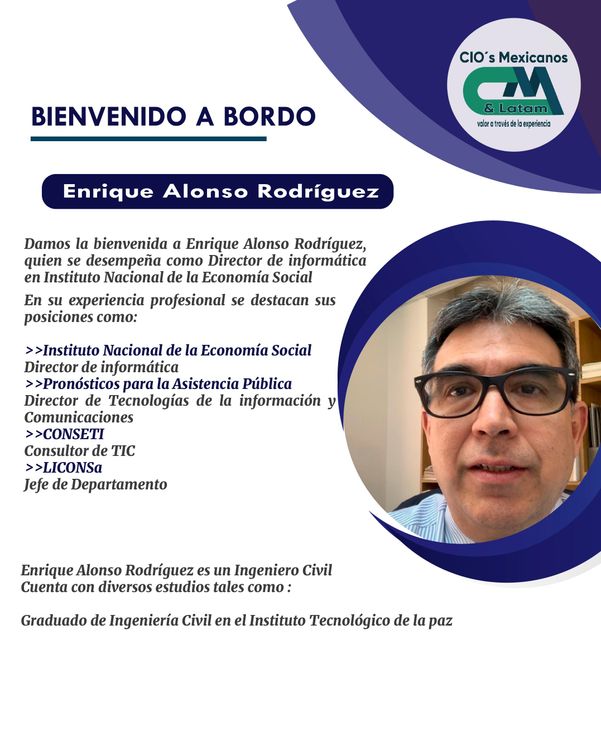 CIO´s Mexicanos
CM
& Latam
valor a través de la experiencia
BIENVENIDO A BORDO
Enrique Alonso Rodríguez
Damos la bienvenida a Enrique Alonso Rodríguez,
quien se desempeña como Director de informática
en Instituto Nacional de la Economía Social
En su experiencia profesional se destacan sus
posiciones como:
>>Instituto Nacional de la Economía Social
Director de informática
>>Pronósticos para la Asistencia Pública
Director de Tecnologías de la información y
Comunicaciones
>>CONSETI
Consultor de TIC
>>LICONSa
Jefe de Departamento
Enrique Alonso Rodríguez es un Ingeniero Civil
Cuenta con diversos estudios tales como :
Graduado de Ingeniería Civil en el Instituto Tecnológico de la paz